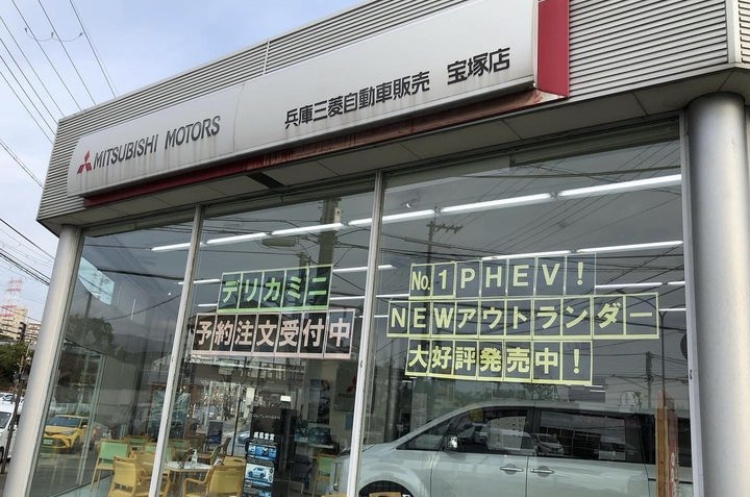 MITSUBISHI MOTORS
兵庫三菱自動車販売 宝塚店
デリカミニ
予約注文受付中
No.1PHEV!
NEWアウトランダー
大好評発売中!